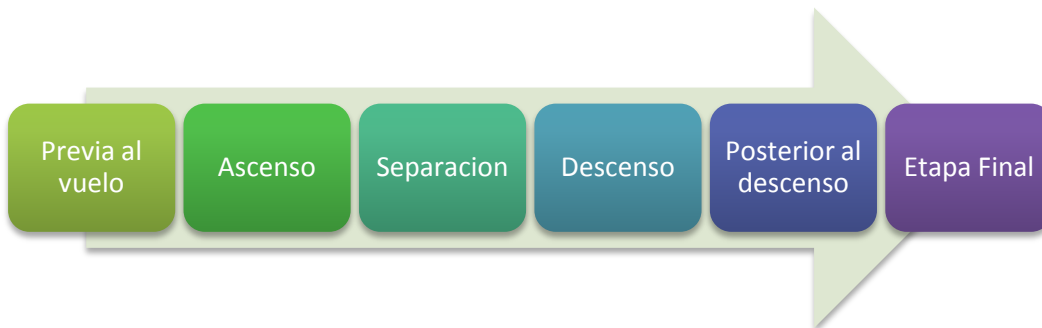 Previa al
vuelo
Ascenso
Separacion
Descenso
Posterior al
descenso
Etapa Final